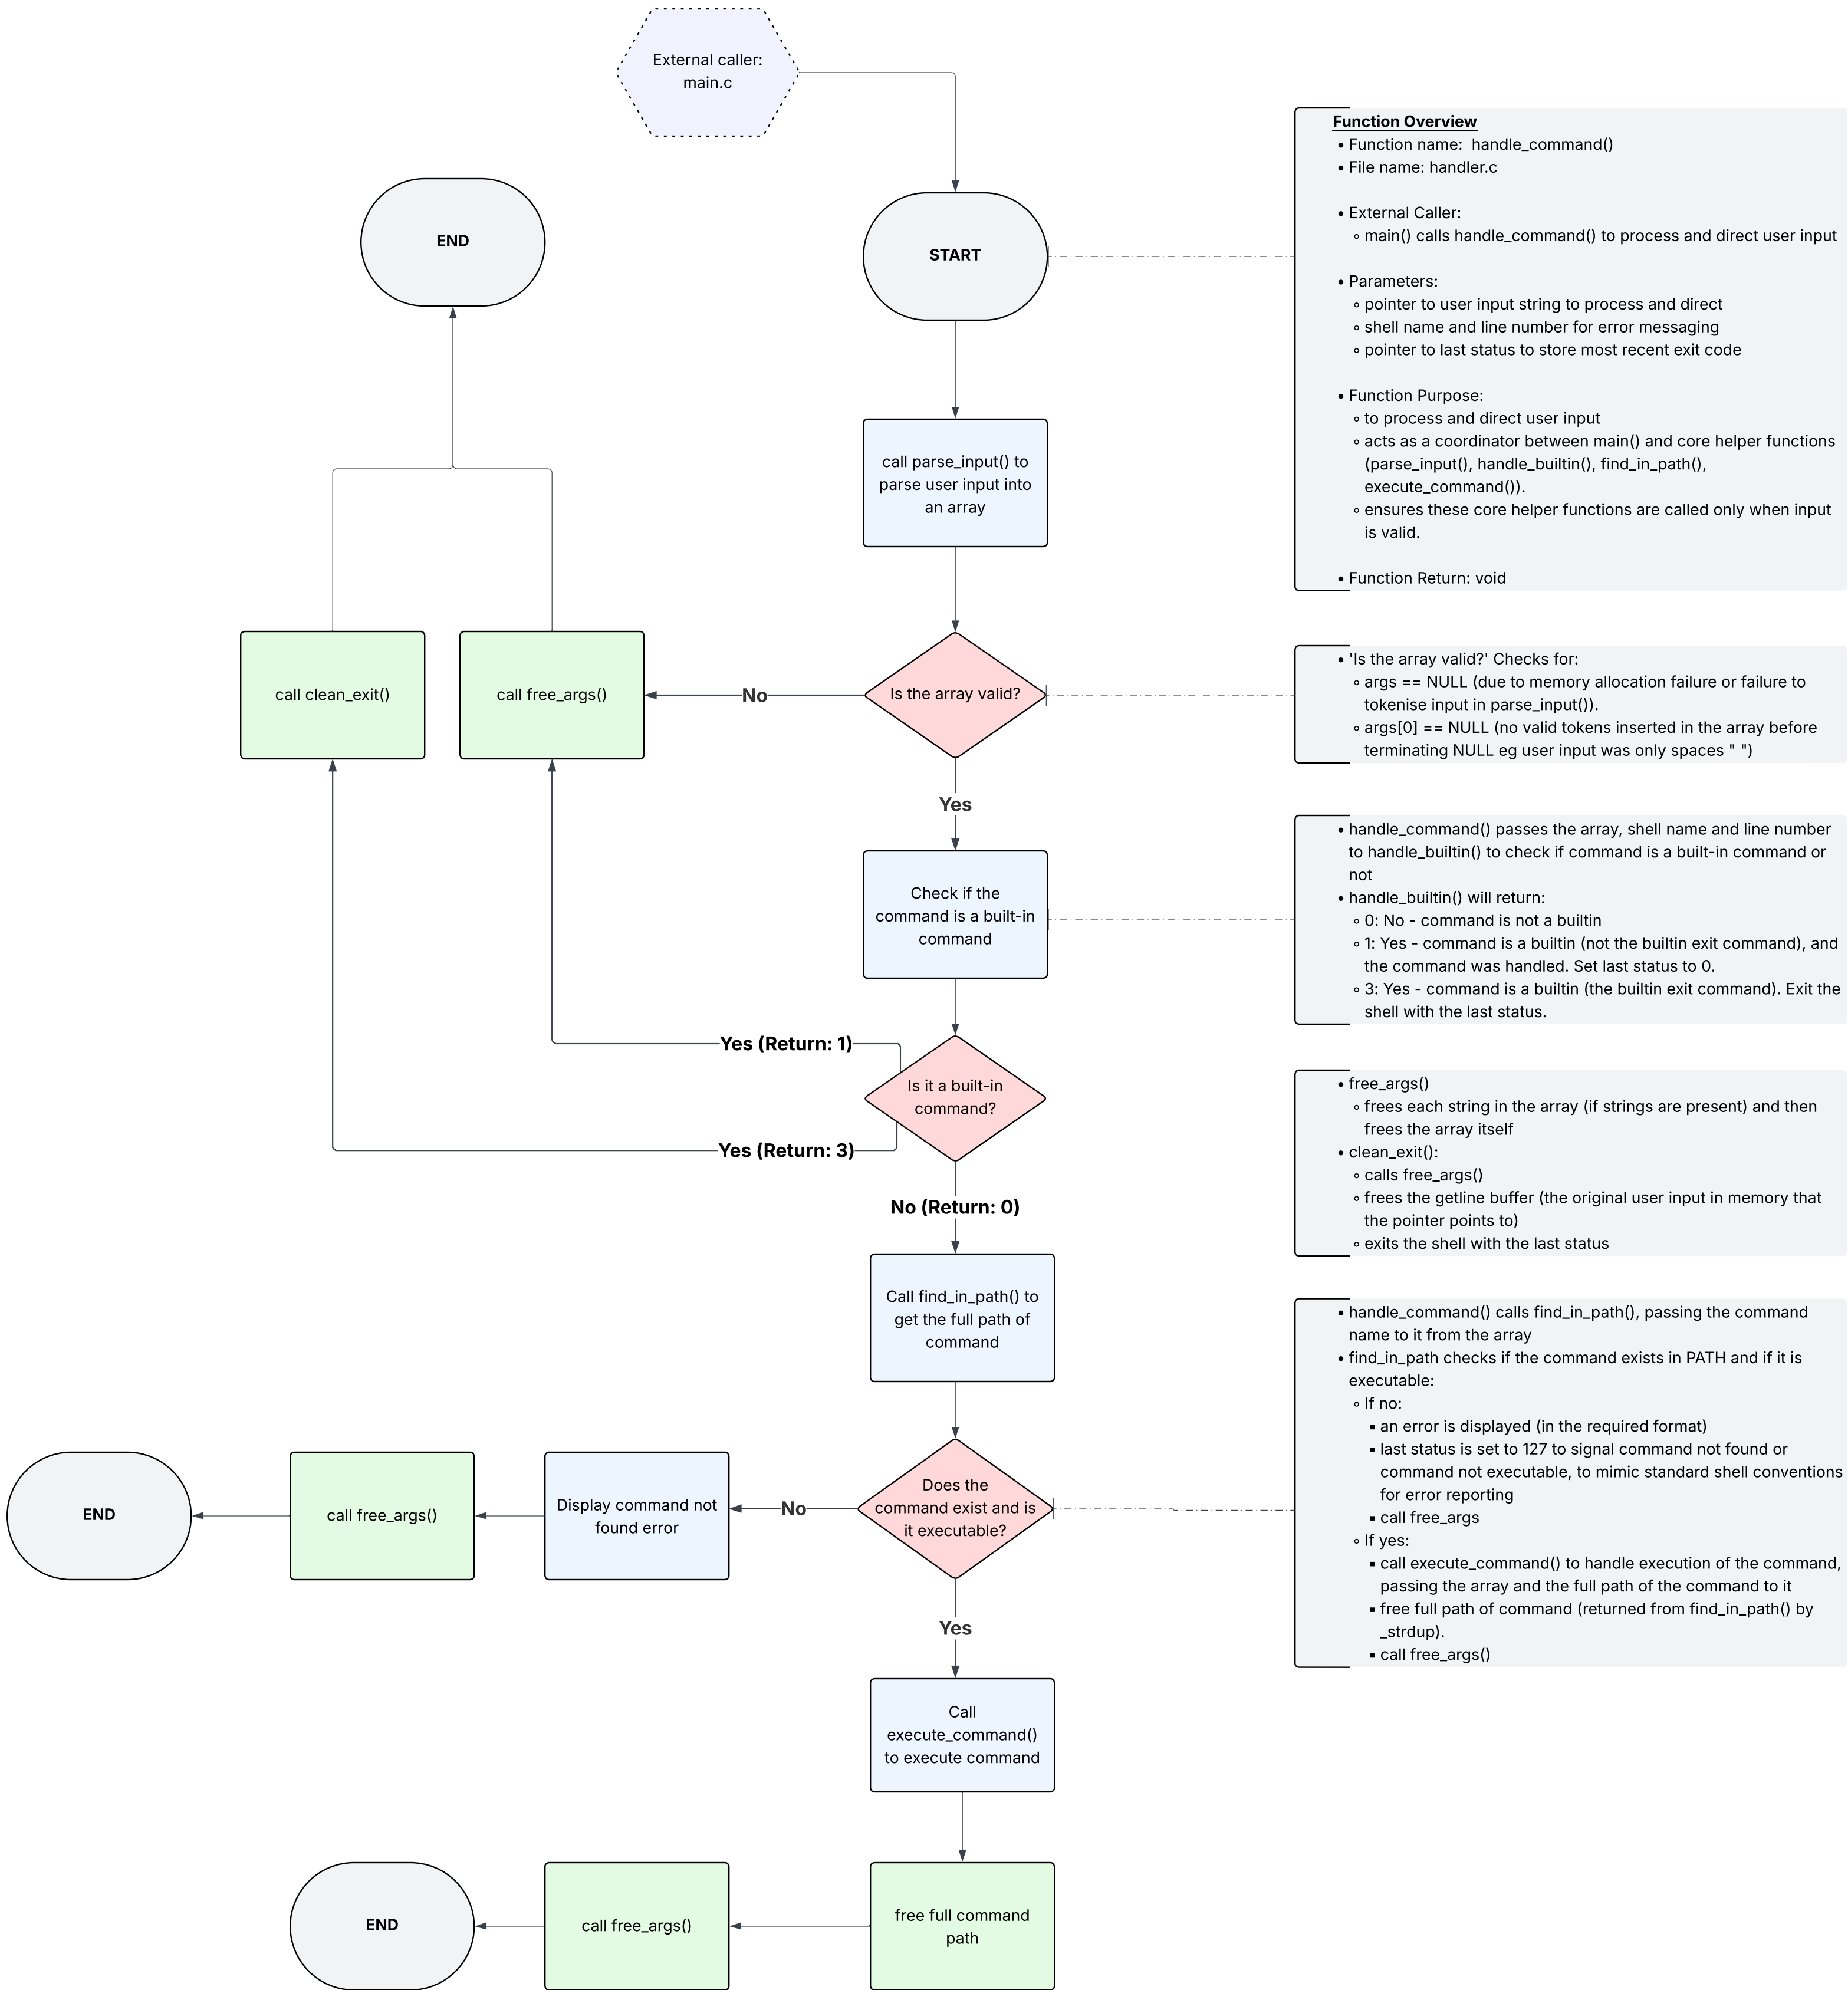 External caller:
main.c
START
END
call parse_input() to
parse user input into
an array
call clean_exit()
call free_args()
No
Is the array valid?
Yes
Check if the
command is a built-in
command
Yes (Return: 1)
Is it a built-in
command?
Yes (Return: 3)
No (Return: 0)
Call find_in_path() to
get the full path of
command
Does the
command exist and is
it executable?
No
Display command not
found error
call free_args()
END
Yes
Call
execute_command()
to execute command
free full command
path
call free_args()
END
Function Overview
• Function name:  handle_command()
• File name: handler.c
• External Caller:
◦ main() calls handle_command() to process and direct user input
• Parameters:
◦ pointer to user input string to process and direct
◦ shell name and line number for error messaging
◦ pointer to last status to store most recent exit code
• Function Purpose:
◦ to process and direct user input
◦ acts as a coordinator between main() and core helper functions
(parse_input(), handle_builtin(), find_in_path(),
execute_command()).
◦ ensures these core helper functions are called only when input
is valid.
• Function Return: void
• 'Is the array valid?' Checks for:
◦ args == NULL (due to memory allocation failure or failure to
tokenise input in parse_input()).
◦ args[0] == NULL (no valid tokens inserted in the array before
terminating NULL eg user input was only spaces " ")
• handle_command() passes the array, shell name and line number
to handle_builtin() to check if command is a built-in command or
not
• handle_builtin() will return:
◦ 0: No - command is not a builtin
◦ 1: Yes - command is a builtin (not the builtin exit command), and
the command was handled. Set last status to 0.
◦ 3: Yes - command is a builtin (the builtin exit command). Exit the
shell with the last status.
• free_args()
◦ frees each string in the array (if strings are present) and then
frees the array itself
• clean_exit():
◦ calls free_args()
◦ frees the getline buffer (the original user input in memory that
the pointer points to)
◦ exits the shell with the last status
• handle_command() calls find_in_path(), passing the command
name to it from the array
• find_in_path checks if the command exists in PATH and if it is
executable:
◦ If no:
▪ an error is displayed (in the required format)
▪ last status is set to 127 to signal command not found or
command not executable, to mimic standard shell conventions
for error reporting
▪ call free_args
◦ If yes:
▪ call execute_command() to handle execution of the command,
passing the array and the full path of the command to it
▪ free full path of command (returned from find_in_path() by
_strdup).
▪ call free_args()